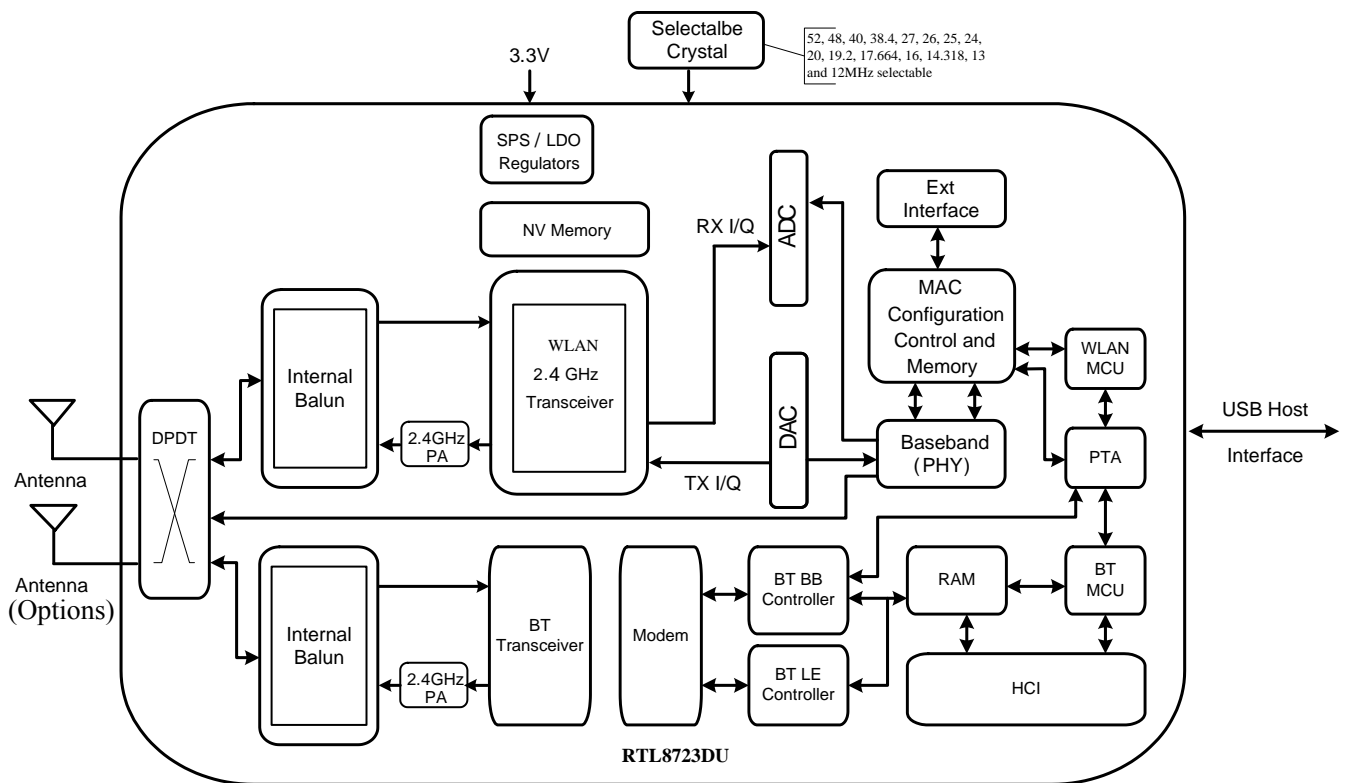 Selectalbe
Crystal
52, 48, 40, 38.4, 27, 26, 25, 24,
20, 19.2, 17.664, 16, 14.318, 13
and 12MHz selectable
3.3V
SPS / LDO
Regulators
NV Memory
RX I/Q
ADC
Ext
Interface
MAC
Configuration
Control and
Memory
WLAN
MCU
Internal
Balun
WLAN
2.4 GHz
Transceiver
2.4GHz
PA
DAC
TX I/Q
Baseband
(PHY)
PTA
USB Host
Interface
DPDT
Antenna
Antenna
(Options)
Internal
Balun
2.4GHz
PA
BT
Transceiver
Modem
BT BB
Controller
BT LE
Controller
RAM
BT
MCU
HCI
RTL8723DU